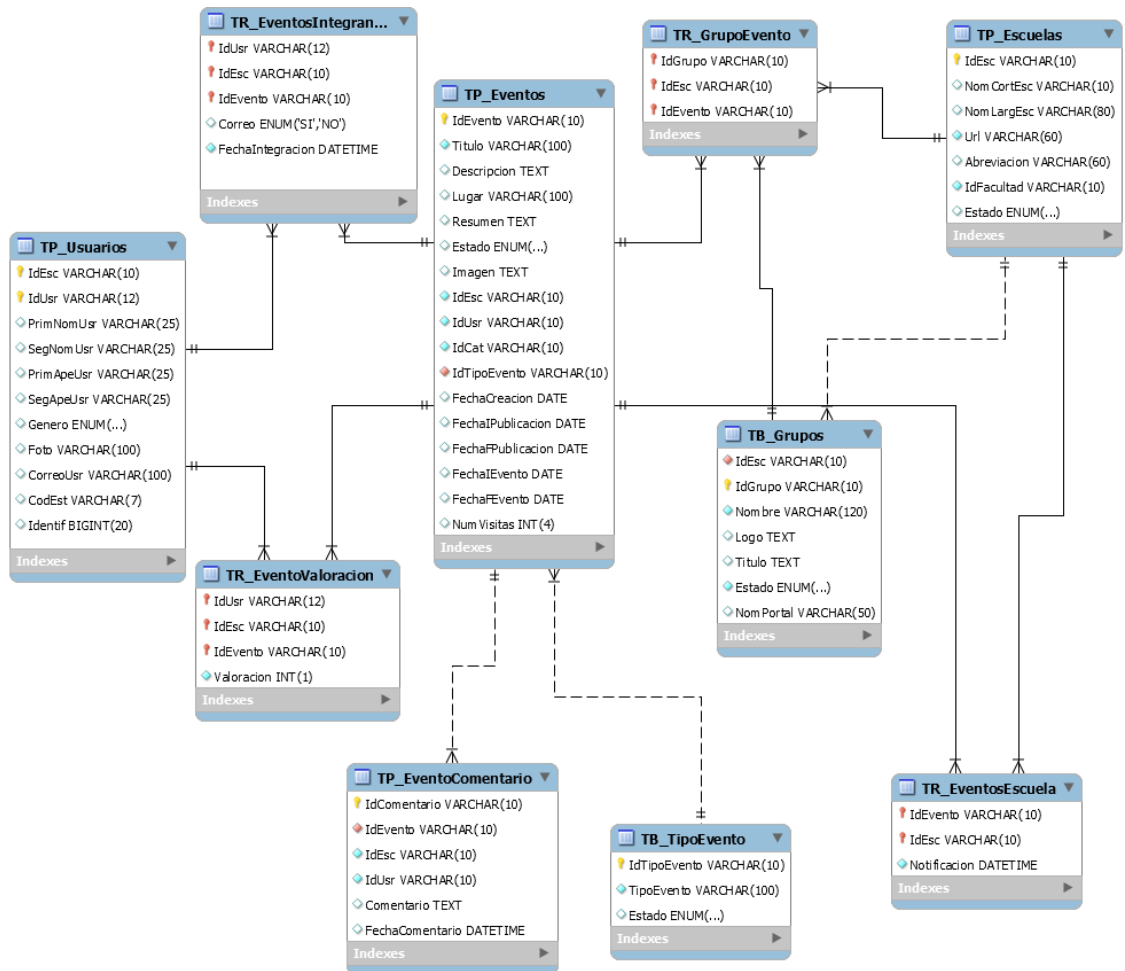 TR_EventosIntegran...
IdUsr VARCHAR(12)
IdEsc VARCHAR(10)
IdEvento VARCHAR(10)
Correo ENUM('SI','NO')
FechaIntegracion DATETIME
Indexes
TR_GrupoEvento
IdGrupo VARCHAR(10)
IdEsc VARCHAR(10)
IdEvento VARCHAR(10)
Indexes
TP_Escuelas
IdEsc VARCHAR(10)
NomCortEsc VARCHAR(10)
NomLargEsc VARCHAR(80)
Url VARCHAR(60)
Abreviacion VARCHAR(60)
IdFacultad VARCHAR(10)
Estado ENUM(...)
Indexes
TP_Eventos
IdEvento VARCHAR(10)
Titulo VARCHAR(100)
Descripcion TEXT
Lugar VARCHAR(100)
Resumen TEXT
Estado ENUM(...)
Imagen TEXT
IdEsc VARCHAR(10)
IdUsr VARCHAR(10)
IdCat VARCHAR(10)
IdTipoEvento VARCHAR(10)
FechaCreacion DATE
FechaIPublicacion DATE
FechaFPublicacion DATE
FechaIEvento DATE
FechaFEvento DATE
NumVisitas INT(4)
Indexes
TP_Usuarios
IdEsc VARCHAR(10)
IdUsr VARCHAR(12)
PrimNomUsr VARCHAR(25)
SegNomUsr VARCHAR(25)
PrimApeUsr VARCHAR(25)
SegApeUsr VARCHAR(25)
Genero ENUM(...)
Foto VARCHAR(100)
CorreoUsr VARCHAR(100)
CodEst VARCHAR(7)
Identif BIGINT(20)
Indexes
TB_Grupos
IdEsc VARCHAR(10)
IdGrupo VARCHAR(10)
Nombre VARCHAR(120)
Logo TEXT
Titulo TEXT
Estado ENUM(...)
NomPortal VARCHAR(50)
Indexes
TR_EventoValoracion
IdUsr VARCHAR(12)
IdEsc VARCHAR(10)
IdEvento VARCHAR(10)
Valoracion INT(1)
Indexes
TP_EventoComentario
IdComentario VARCHAR(10)
IdEvento VARCHAR(10)
IdEsc VARCHAR(10)
IdUsr VARCHAR(10)
Comentario TEXT
FechaComentario DATETIME
Indexes
TB_TipoEvento
IdTipoEvento VARCHAR(10)
TipoEvento VARCHAR(100)
Estado ENUM(...)
Indexes
TR_EventosEscuela
IdEvento VARCHAR(10)
IdEsc VARCHAR(10)
Notificacion DATETIME
Indexes